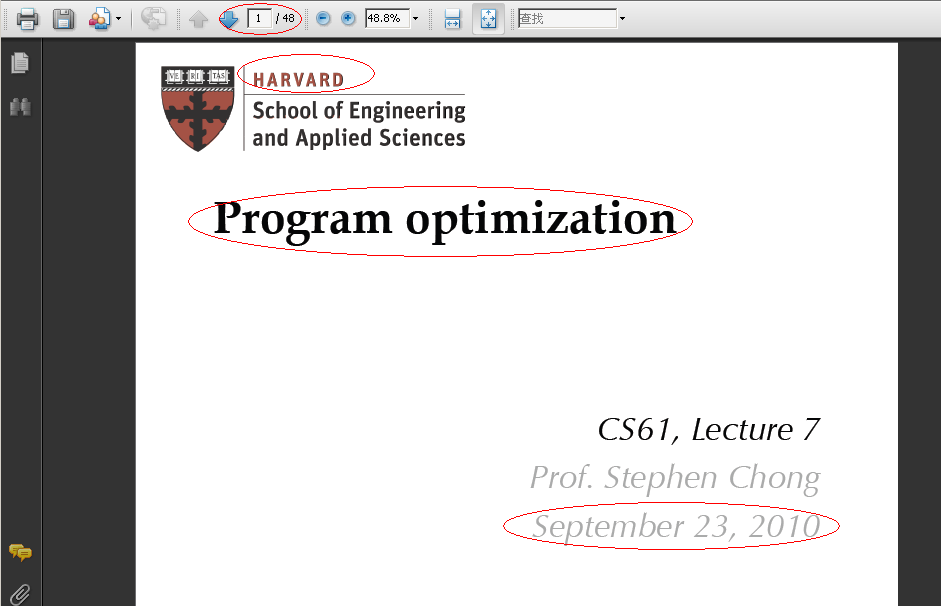 1 / 48 48.8% 查找
VE RI TAS
HARVARD
School of Engineering
and Applied Sciences
Program optimization
CS61, Lecture 7
Prof. Stephen Chong
September 23, 2010